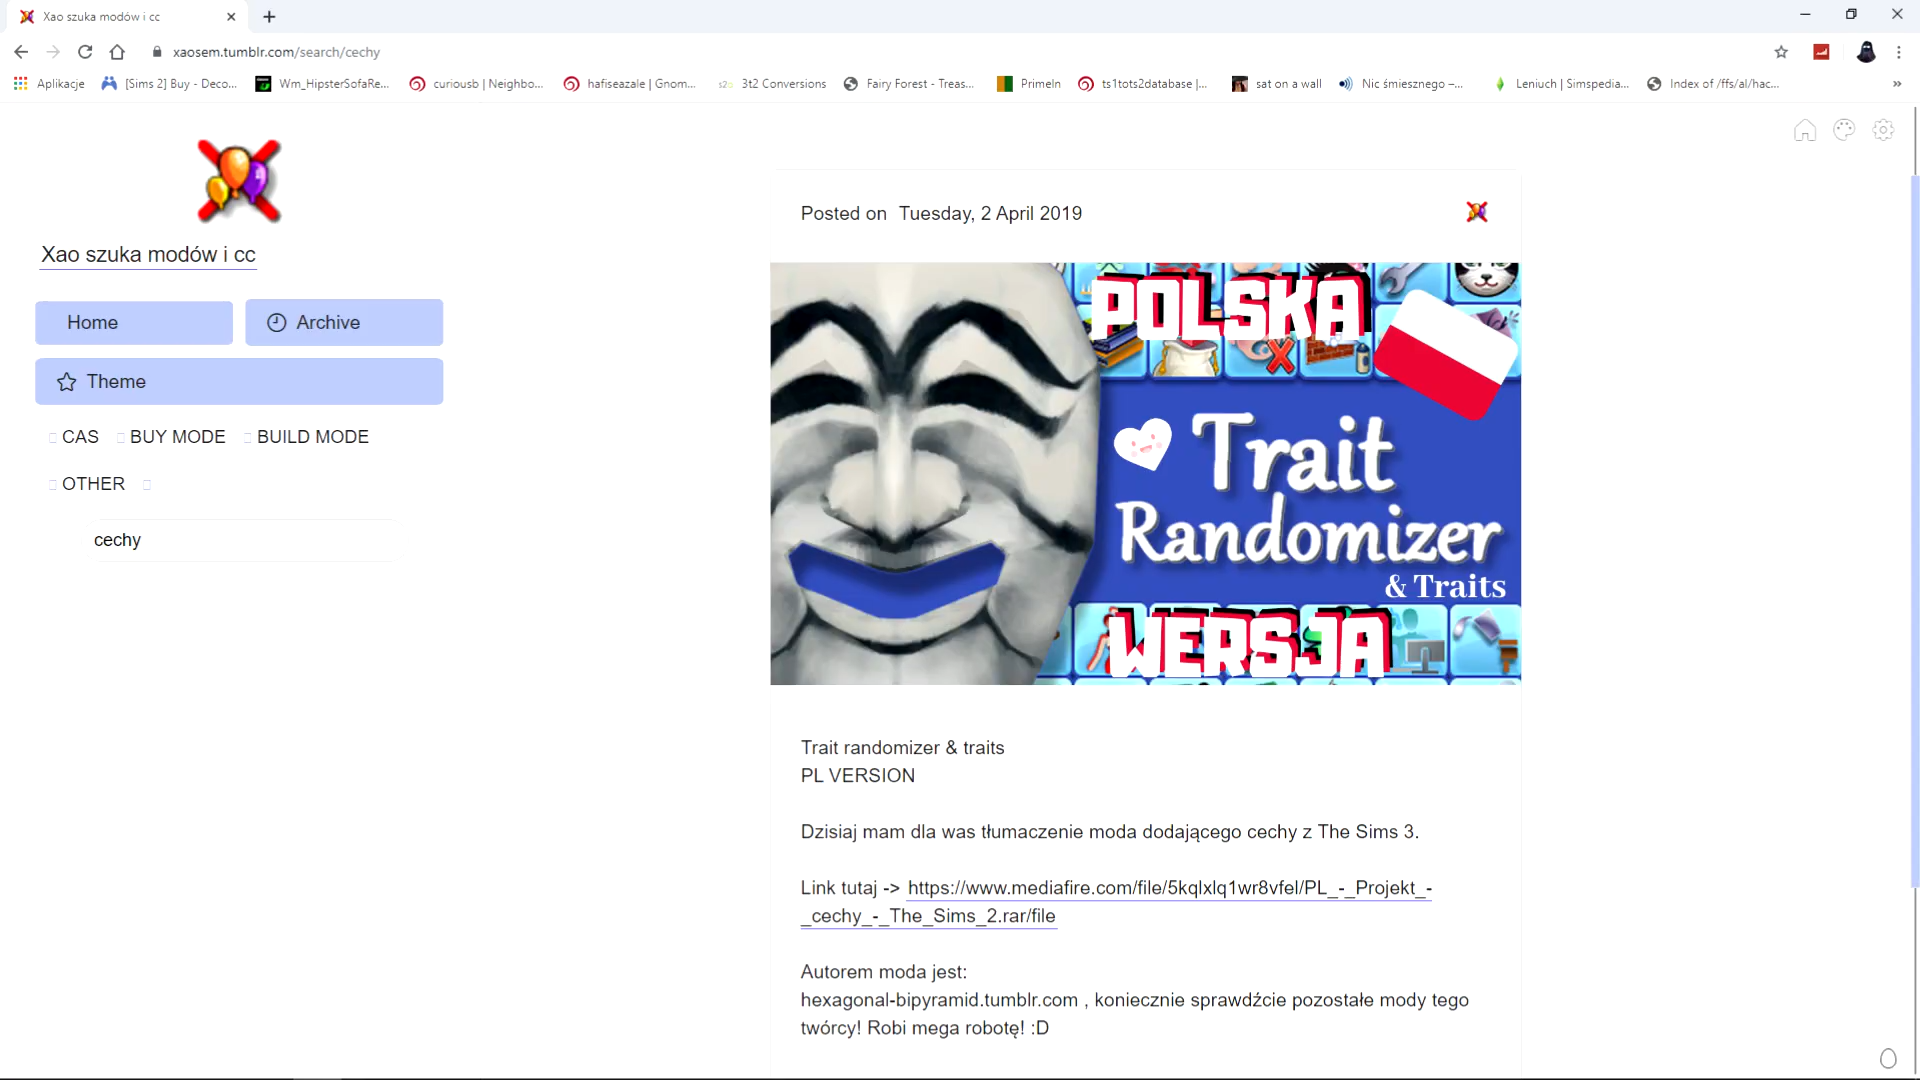 Xao szuka modów i cc
xaosem.tumblr.com/search/cechy
Aplikacje
[Sims 2] Buy - Deco...
Wm_HipsterSofaRe...
curiousb | Neighbo...
hafiseazale | Gnom...
3t2 Conversions
Fairy Forest - Treas...
PrimeIn
ts1tots2database |...
sat on a wall
Nic śmiesznego –...
Leniuch | Simspedia...
Index of /ffs/al/hac...
Xao szuka modów i cc
Home
Archive
Theme
CAS BUY MODE BUILD MODE
OTHER
cechy
Posted on Tuesday, 2 April 2019
POLSKA
Trait
Randomizer
& Traits
WERSJA
Trait randomizer & traits
PL VERSION
Dzisiaj mam dla was tłumaczenie moda dodającego cechy z The Sims 3.
Link tutaj -> https://www.mediafire.com/file/5kqlxlq1wr8vfel/PL_-_Projekt_-
_cechy_-_The_Sims_2.rar/file
Autorem moda jest:
hexagonal-bipyramid.tumblr.com , koniecznie sprawdźcie pozostałe mody tego
twórcy! Robi mega robotę! :D